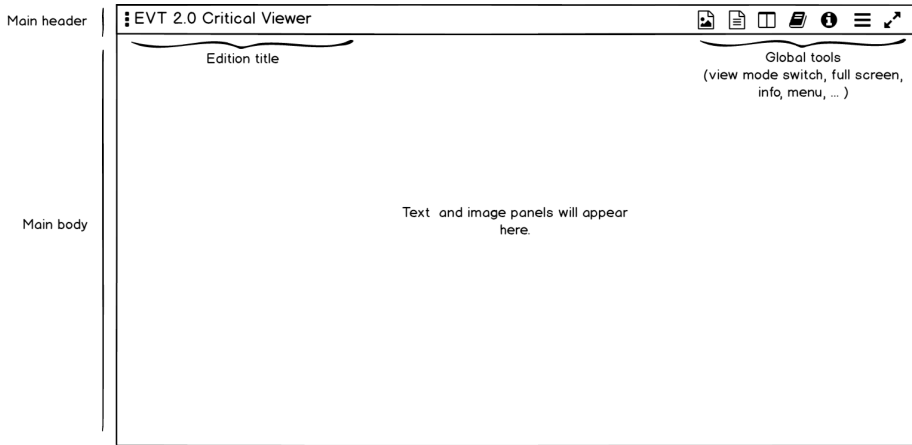 Main header
EVT 2.0 Critical Viewer
Edition title
Global tools
(view mode switch, full screen,
info, menu, ... )
Main body
Text and image panels will appear
here.